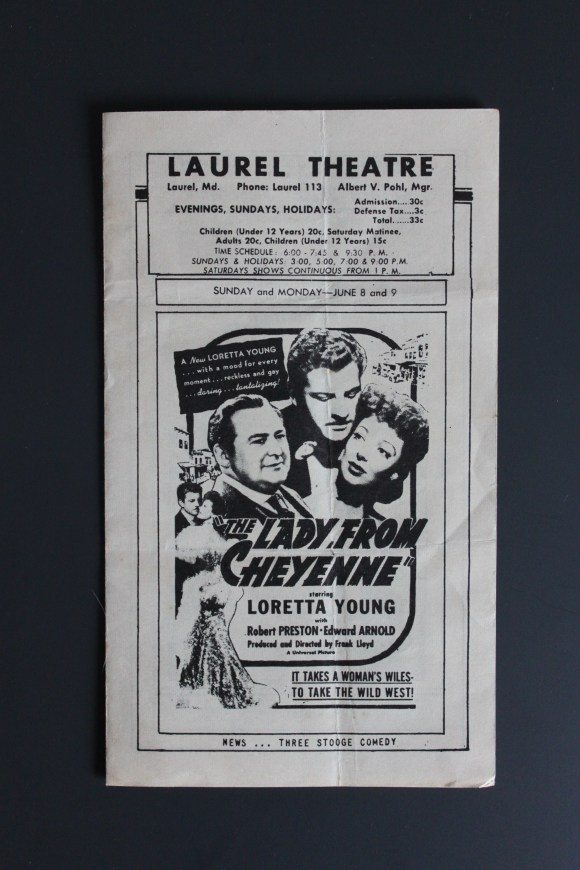 LAUREL THEATRE
Laurel, Md. Phone: Laurel 113 Albert V. Pohl, Mgr.
EVENINGS, SUNDAYS, HOLIDAYS:
Admission....30c
Defense Tax....3c
Total.....33c
Children (Under 12 Years) 20c, Saturday Matinee,
Adults 20c, Children (Under 12 Years) 15c
TIME SCHEDULE: 6:00 - 7:45 & 9:30 P. M. -
SUNDAYS & HOLIDAYS: 3:00, 5:00, 7:00 & 9:00 P.M.
SATURDAYS SHOWS CONTINUOUS FROM 1 P. M.
SUNDAY and MONDAY—JUNE 8 and 9
A New LORETTA YOUNG
...with a mood for every
moment...reckless and gay
...daring...tantalizing!
"THE LADY FROM
CHEYENNE"
starring
LORETTA YOUNG
with
Robert PRESTON · Edward ARNOLD
Produced and Directed by Frank Lloyd
A Universal Picture
IT TAKES A WOMAN'S WILES-
TO TAKE THE WILD WEST!
NEWS ... THREE STOOGE COMEDY